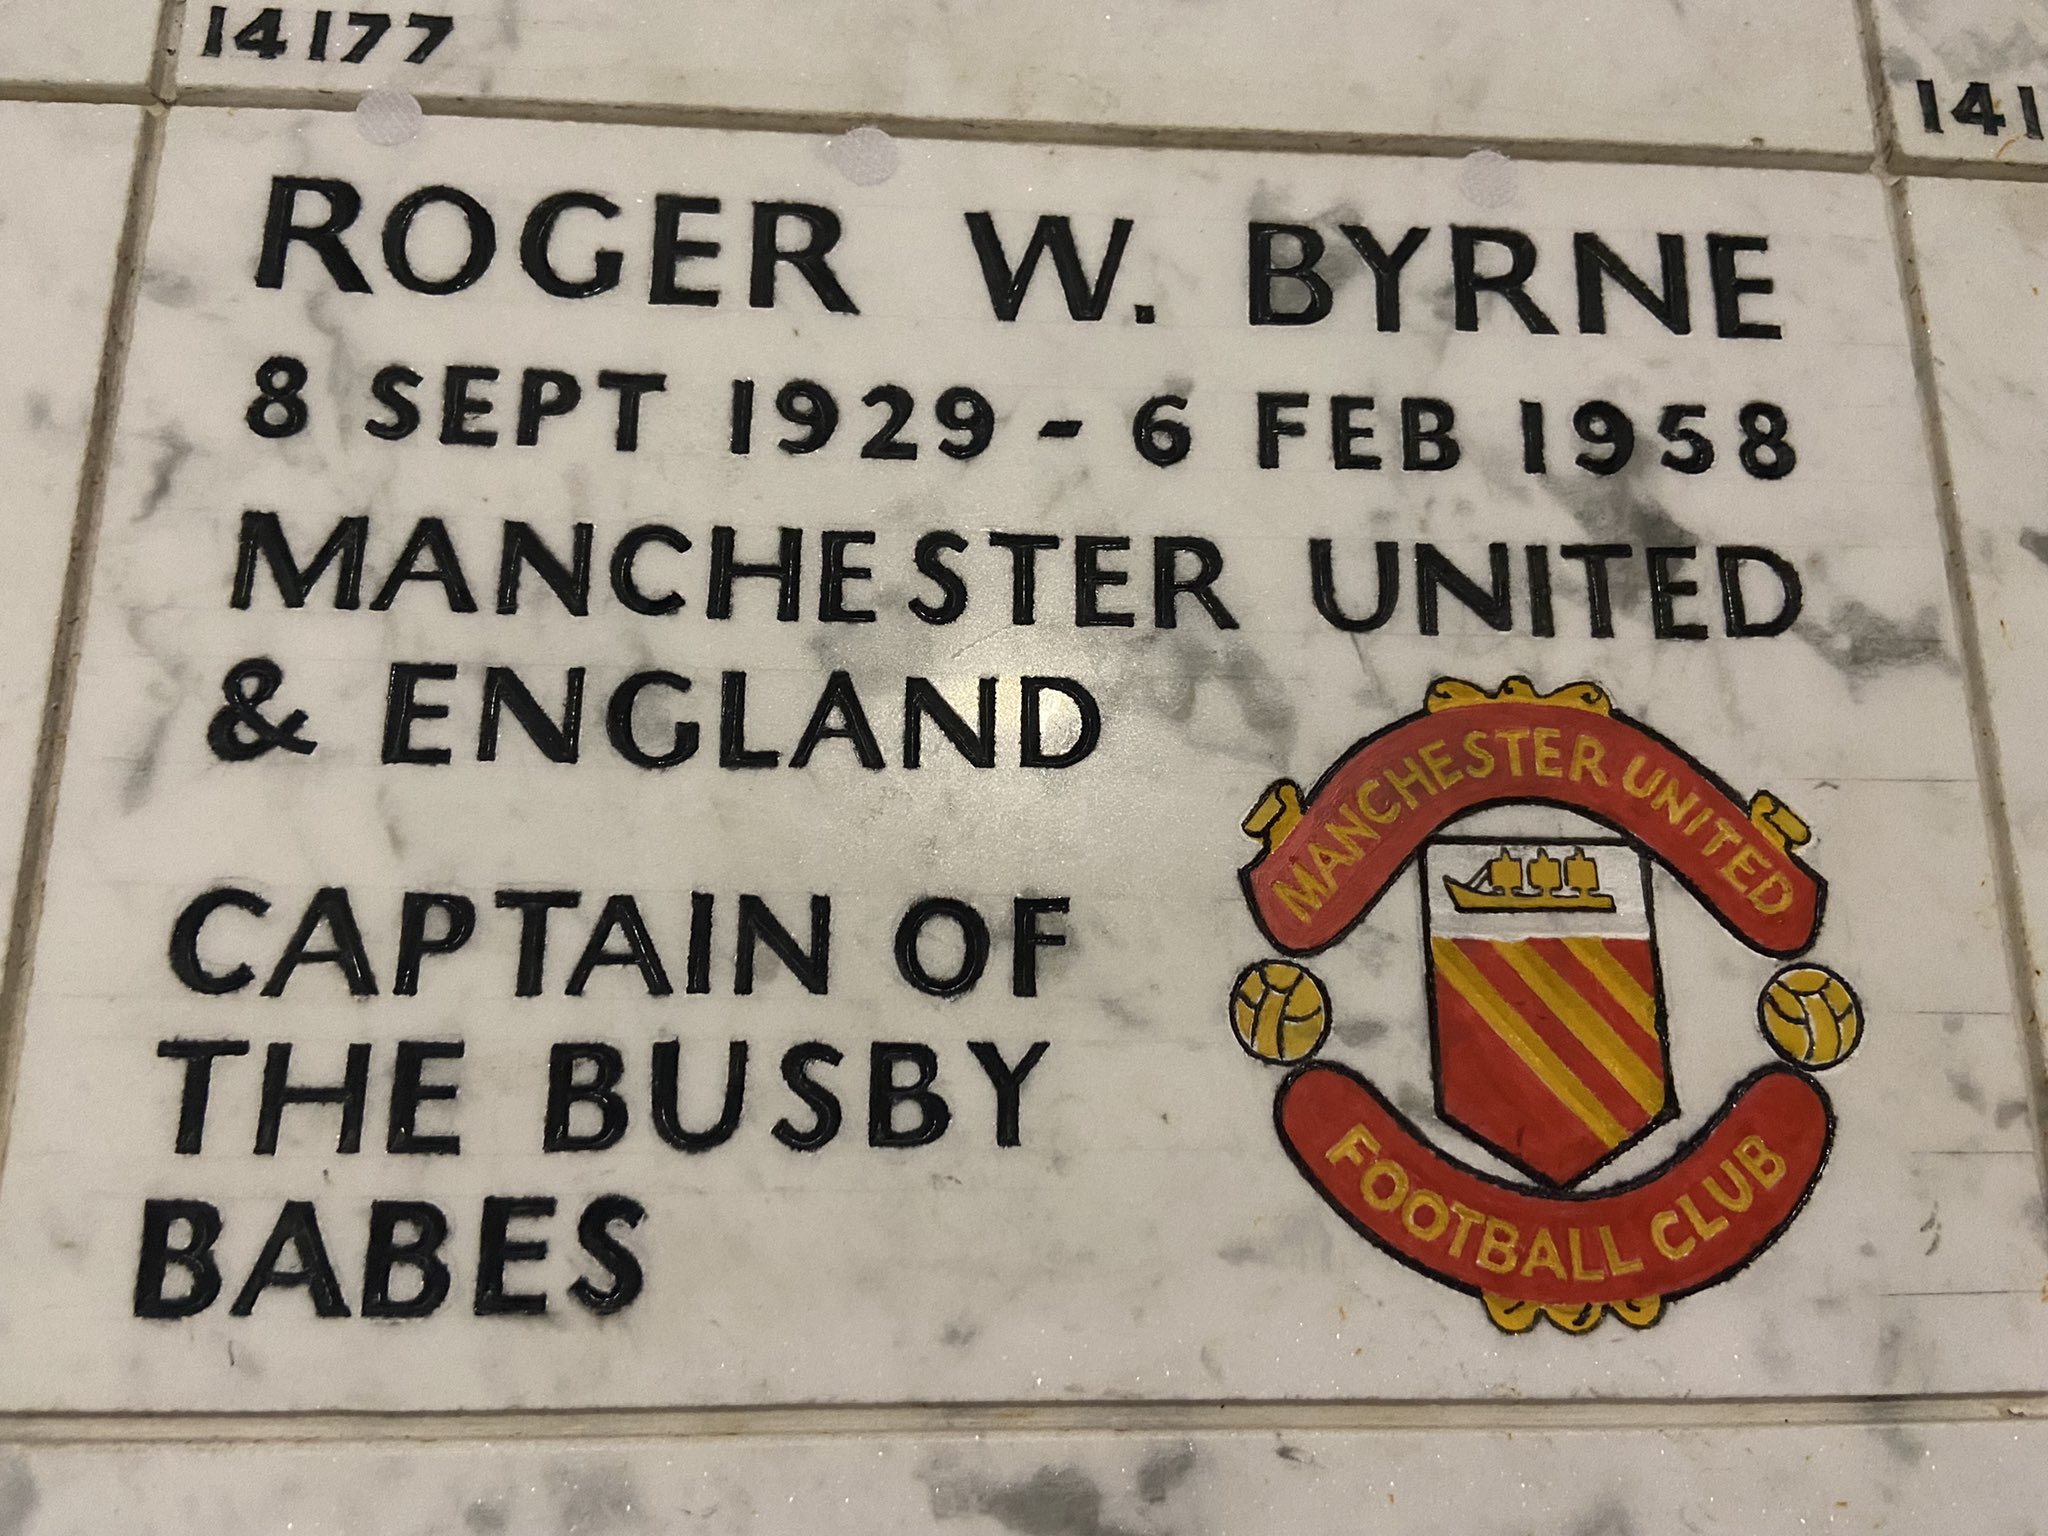 14177
ROGER W. BYRNE
8 SEPT 1929 - 6 FEB 1958
MANCHESTER UNITED
& ENGLAND
CAPTAIN OF
THE BUSBY
BABES
MANCHESTER UNITED
FOOTBALL CLUB